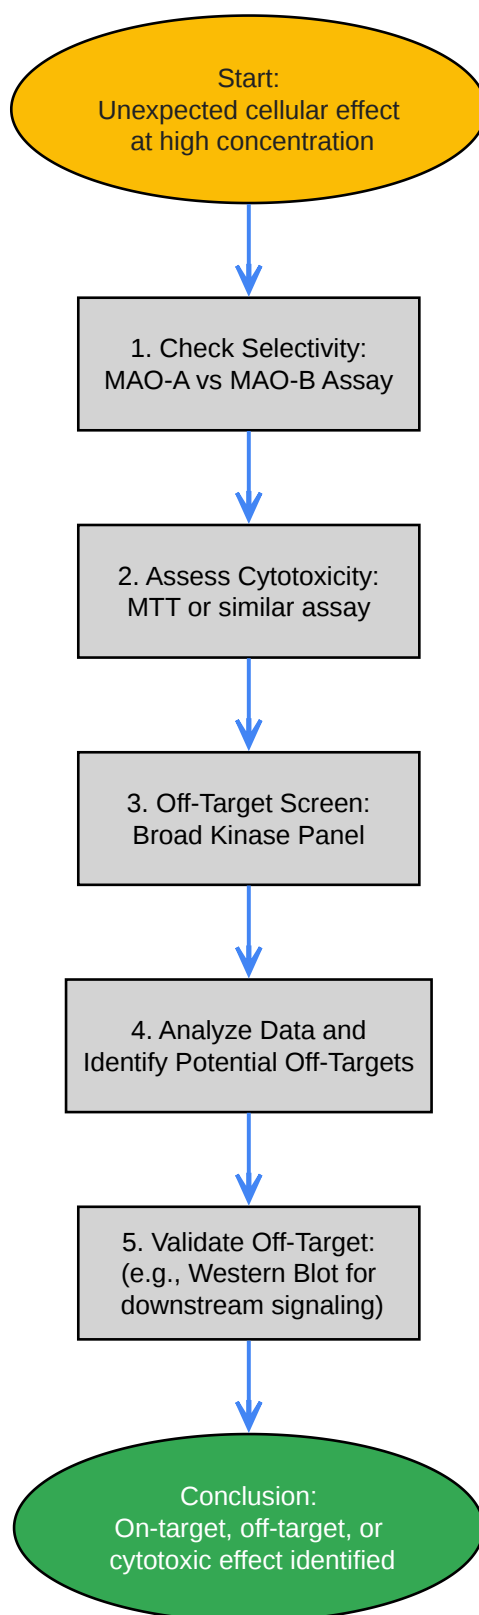 Start:
Unexpected cellular effect
at high concentration
1. Check Selectivity:
MAO-A vs MAO-B Assay
2. Assess Cytotoxicity:
MTT or similar assay
3. Off-Target Screen:
Broad Kinase Panel
4. Analyze Data and
Identify Potential Off-Targets
5. Validate Off-Target:
(e.g., Western Blot for
downstream signaling)
Conclusion:
On-target, off-target, or
cytotoxic effect identified